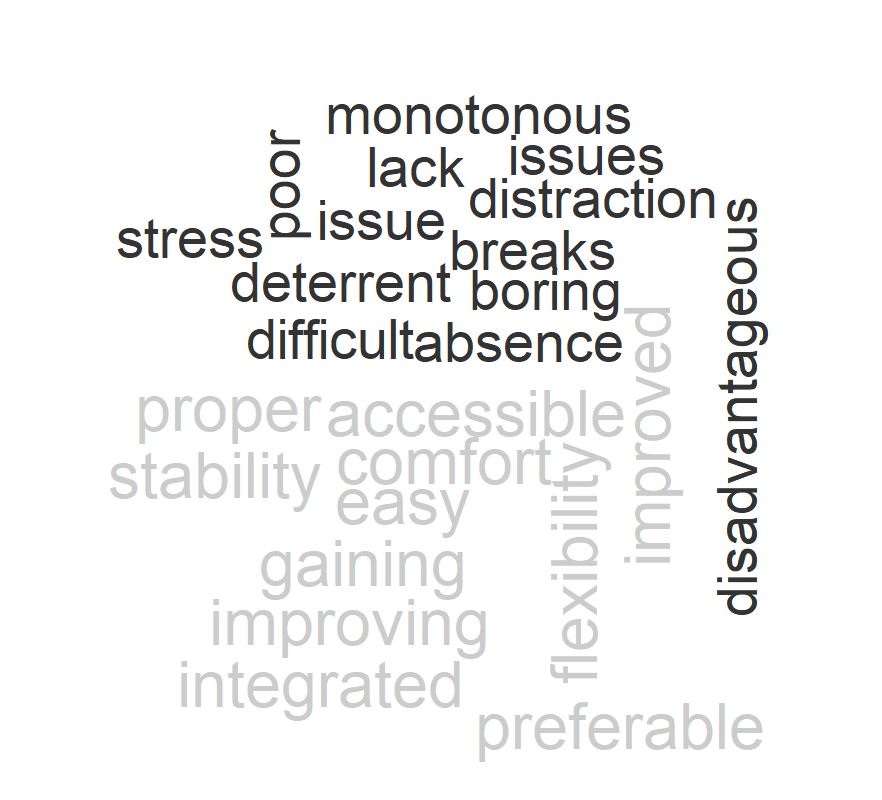 monotonous
poor
lack
issues
distraction
issue
stress
breaks
disadvantageous
deterrent
boring
difficult
absence
improved
proper
accessible
comfort
stability
easy
flexibility
gaining
improving
integrated
preferable